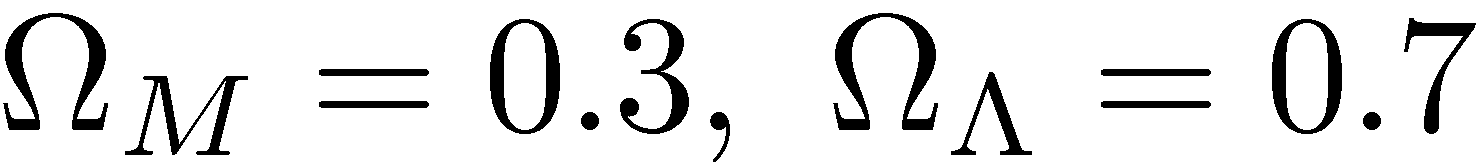 Ω_M = 0.3, Ω_Λ = 0.7